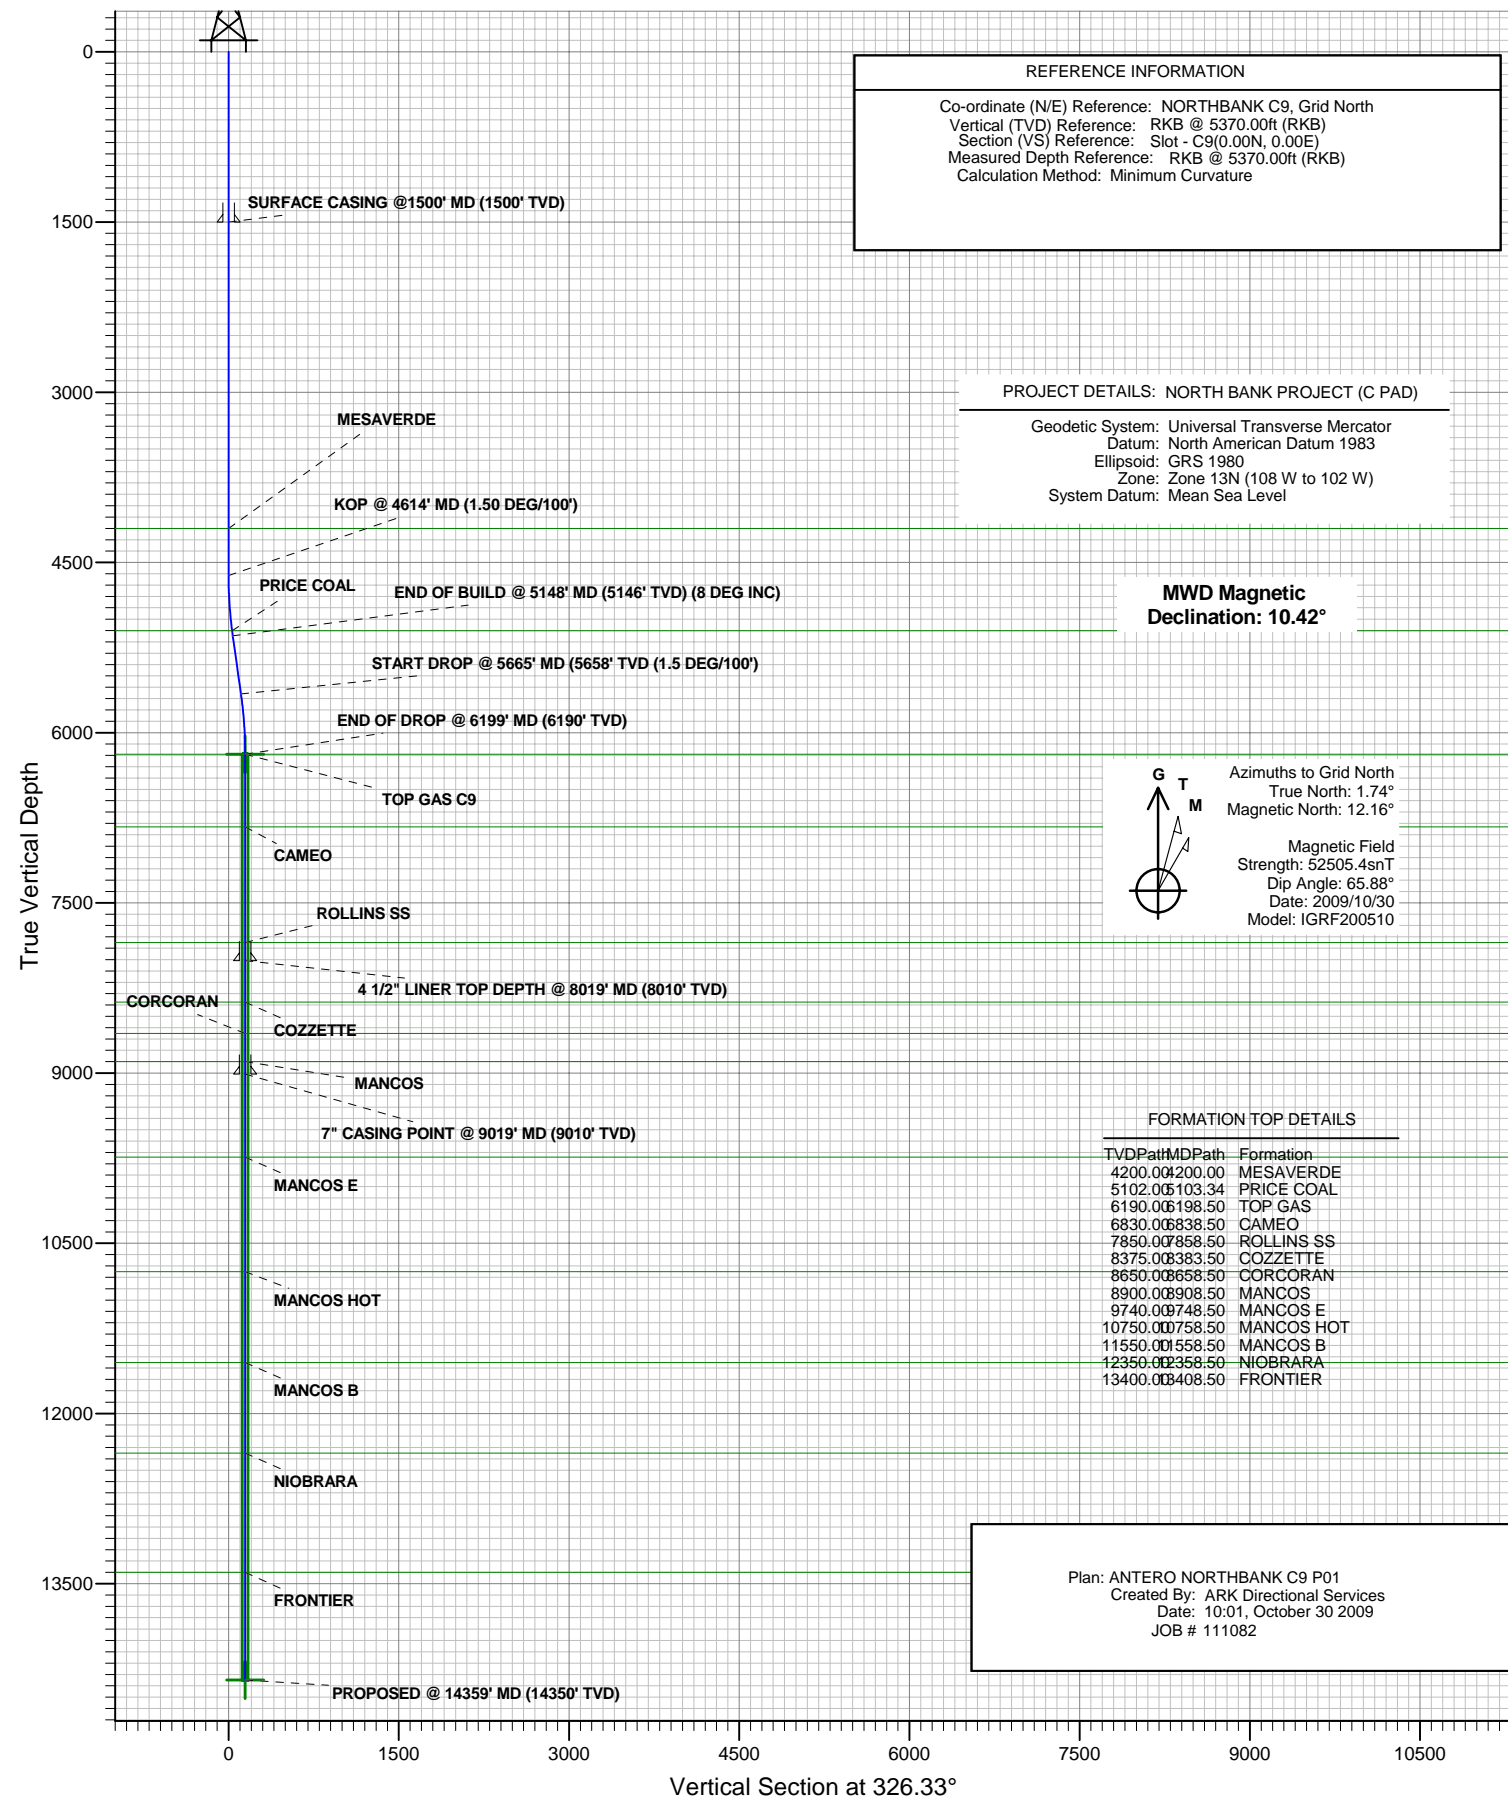 REFERENCE INFORMATION
Co-ordinate (N/E) Reference: NORTHBANK C9, Grid North
Vertical (TVD) Reference: RKB @ 5370.00ft (RKB)
Section (VS) Reference: Slot - C9(0.00N, 0.00E)
Measured Depth Reference: RKB @ 5370.00ft (RKB)
Calculation Method: Minimum Curvature
PROJECT DETAILS: NORTH BANK PROJECT (C PAD)
Geodetic System: Universal Transverse Mercator
Datum: North American Datum 1983
Ellipsoid: GRS 1980
Zone: Zone 13N (108 W to 102 W)
System Datum: Mean Sea Level
MWD Magnetic
Declination: 10.42°
G
T
M
Azimuths to Grid North
True North: 1.74°
Magnetic North: 12.16°
Magnetic Field
Strength: 52505.4snT
Dip Angle: 65.88°
Date: 2009/10/30
Model: IGRF200510
FORMATION TOP DETAILS
TVDPath MDPath Formation
4200.00 4200.00 MESAVERDE
5102.00 5103.34 PRICE COAL
6190.00 6198.50 TOP GAS
6830.00 6838.50 CAMEO
7850.00 7858.50 ROLLINS SS
8375.00 8383.50 COZZETTE
8650.00 8658.50 CORCORAN
8900.00 8908.50 MANCOS
9740.00 9748.50 MANCOS E
10750.00 10758.50 MANCOS HOT
11550.00 11558.50 MANCOS B
12350.00 12358.50 NIOBRARA
13400.00 13408.50 FRONTIER
Plan: ANTERO NORTHBANK C9 P01
Created By: ARK Directional Services
Date: 10:01, October 30 2009
JOB # 111082
True Vertical Depth
0
1500
3000
4500
6000
7500
9000
10500
12000
13500
SURFACE CASING @1500' MD (1500' TVD)
MESAVERDE
KOP @ 4614' MD (1.50 DEG/100')
PRICE COAL
END OF BUILD @ 5148' MD (5146' TVD) (8 DEG INC)
START DROP @ 5665' MD (5658' TVD (1.5 DEG/100')
END OF DROP @ 6199' MD (6190' TVD)
TOP GAS C9
CAMEO
ROLLINS SS
4 1/2" LINER TOP DEPTH @ 8019' MD (8010' TVD)
CORCORAN
COZZETTE
MANCOS
7" CASING POINT @ 9019' MD (9010' TVD)
MANCOS E
MANCOS HOT
MANCOS B
NIOBRARA
FRONTIER
PROPOSED @ 14359' MD (14350' TVD)
0 1500 3000 4500 6000 7500 9000 10500
Vertical Section at 326.33°